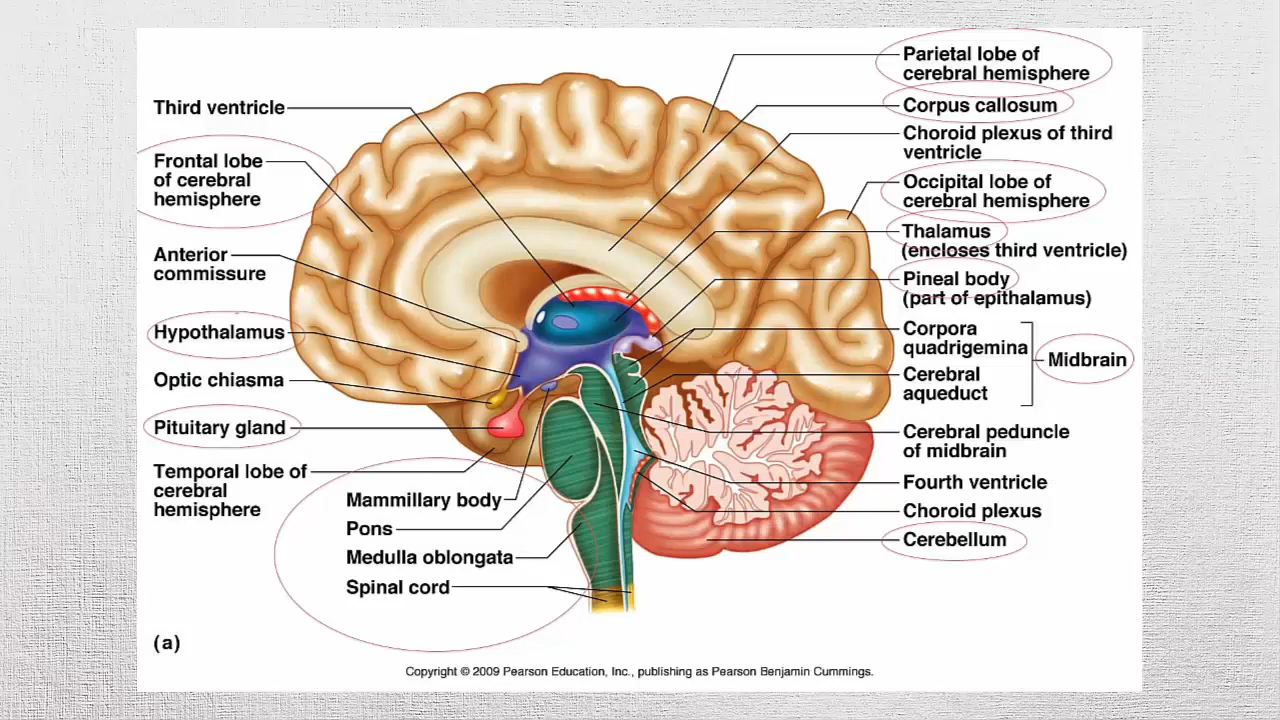 Third ventricle
Frontal lobe
of cerebral
hemisphere
Anterior
commissure
Hypothalamus
Optic chiasma
Pituitary gland
Temporal lobe of
cerebral
hemisphere
Mammillary body
Pons
Medulla oblongata
Spinal cord
Parietal lobe of
cerebral hemisphere
Corpus callosum
Choroid plexus of third
ventricle
Occipital lobe of
cerebral hemisphere
Thalamus
(encloses third ventricle)
Pineal body
(part of epithalamus)
Corpora
quadrigemina
Cerebral
aqueduct
Midbrain
Cerebral peduncle
of midbrain
Fourth ventricle
Choroid plexus
Cerebellum
(a)
Pearson Education, Inc., publishing as Pearson Benjamin Cummings.